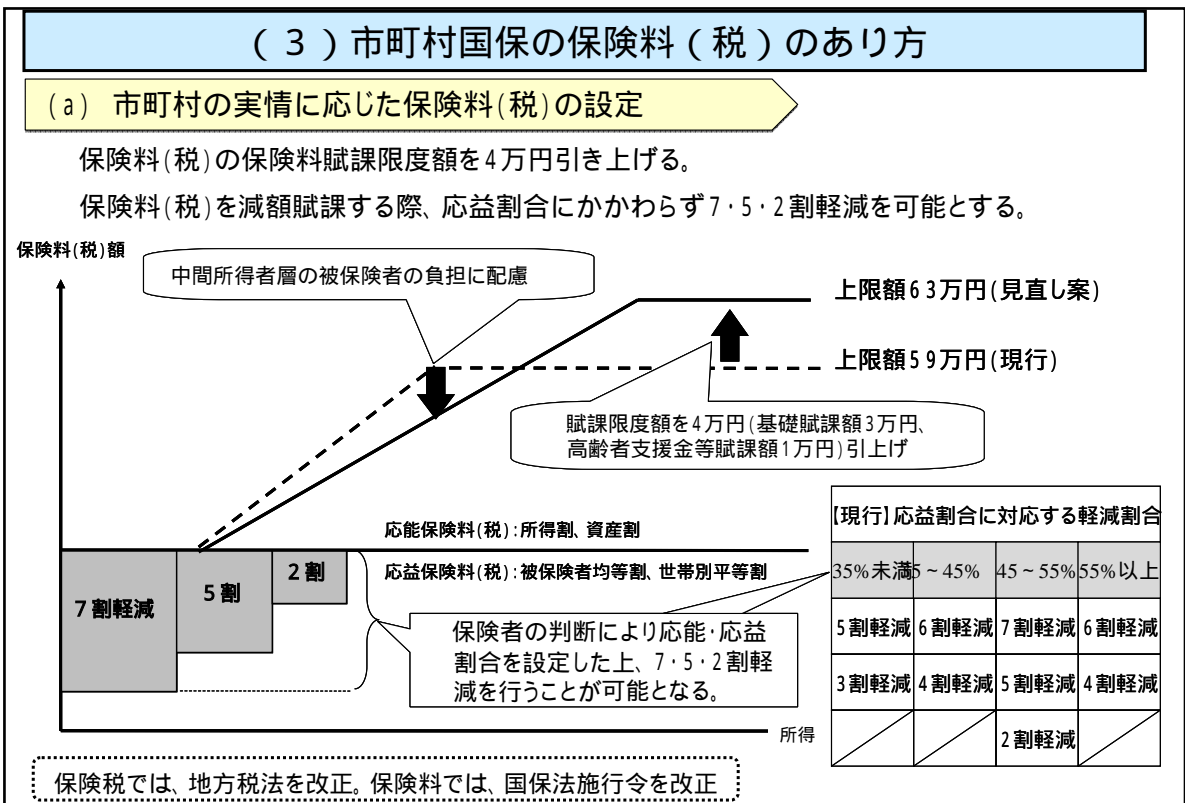 (3)市町村国保の保険料(税)のあり方
(a) 市町村の実情に応じた保険料(税)の設定
保険料(税)の保険料賦課限度額を4万円引き上げる。
保険料(税)を減額賦課する際、応益割合にかかわらず7・5・2割軽減を可能とする。
保険料(税)額
中間所得者層の被保険者の負担に配慮
上限額63万円(見直し案)
上限額59万円(現行)
賦課限度額を4万円(基礎賦課額3万円、
高齢者支援金等賦課額1万円)引上げ
応能保険料(税):所得割、資産割
応益保険料(税):被保険者均等割、世帯別平等割
7割軽減
5割
2割
保険者の判断により応能・応益
割合を設定した上、7・5・2割軽
減を行うことが可能となる。
所得
【現行】応益割合に対応する軽減割合
35%未満 5～45% 45～55% 55%以上
5割軽減 6割軽減 7割軽減 6割軽減
3割軽減 4割軽減 5割軽減 4割軽減
2割軽減
保険税では、地方税法を改正。保険料では、国保法施行令を改正